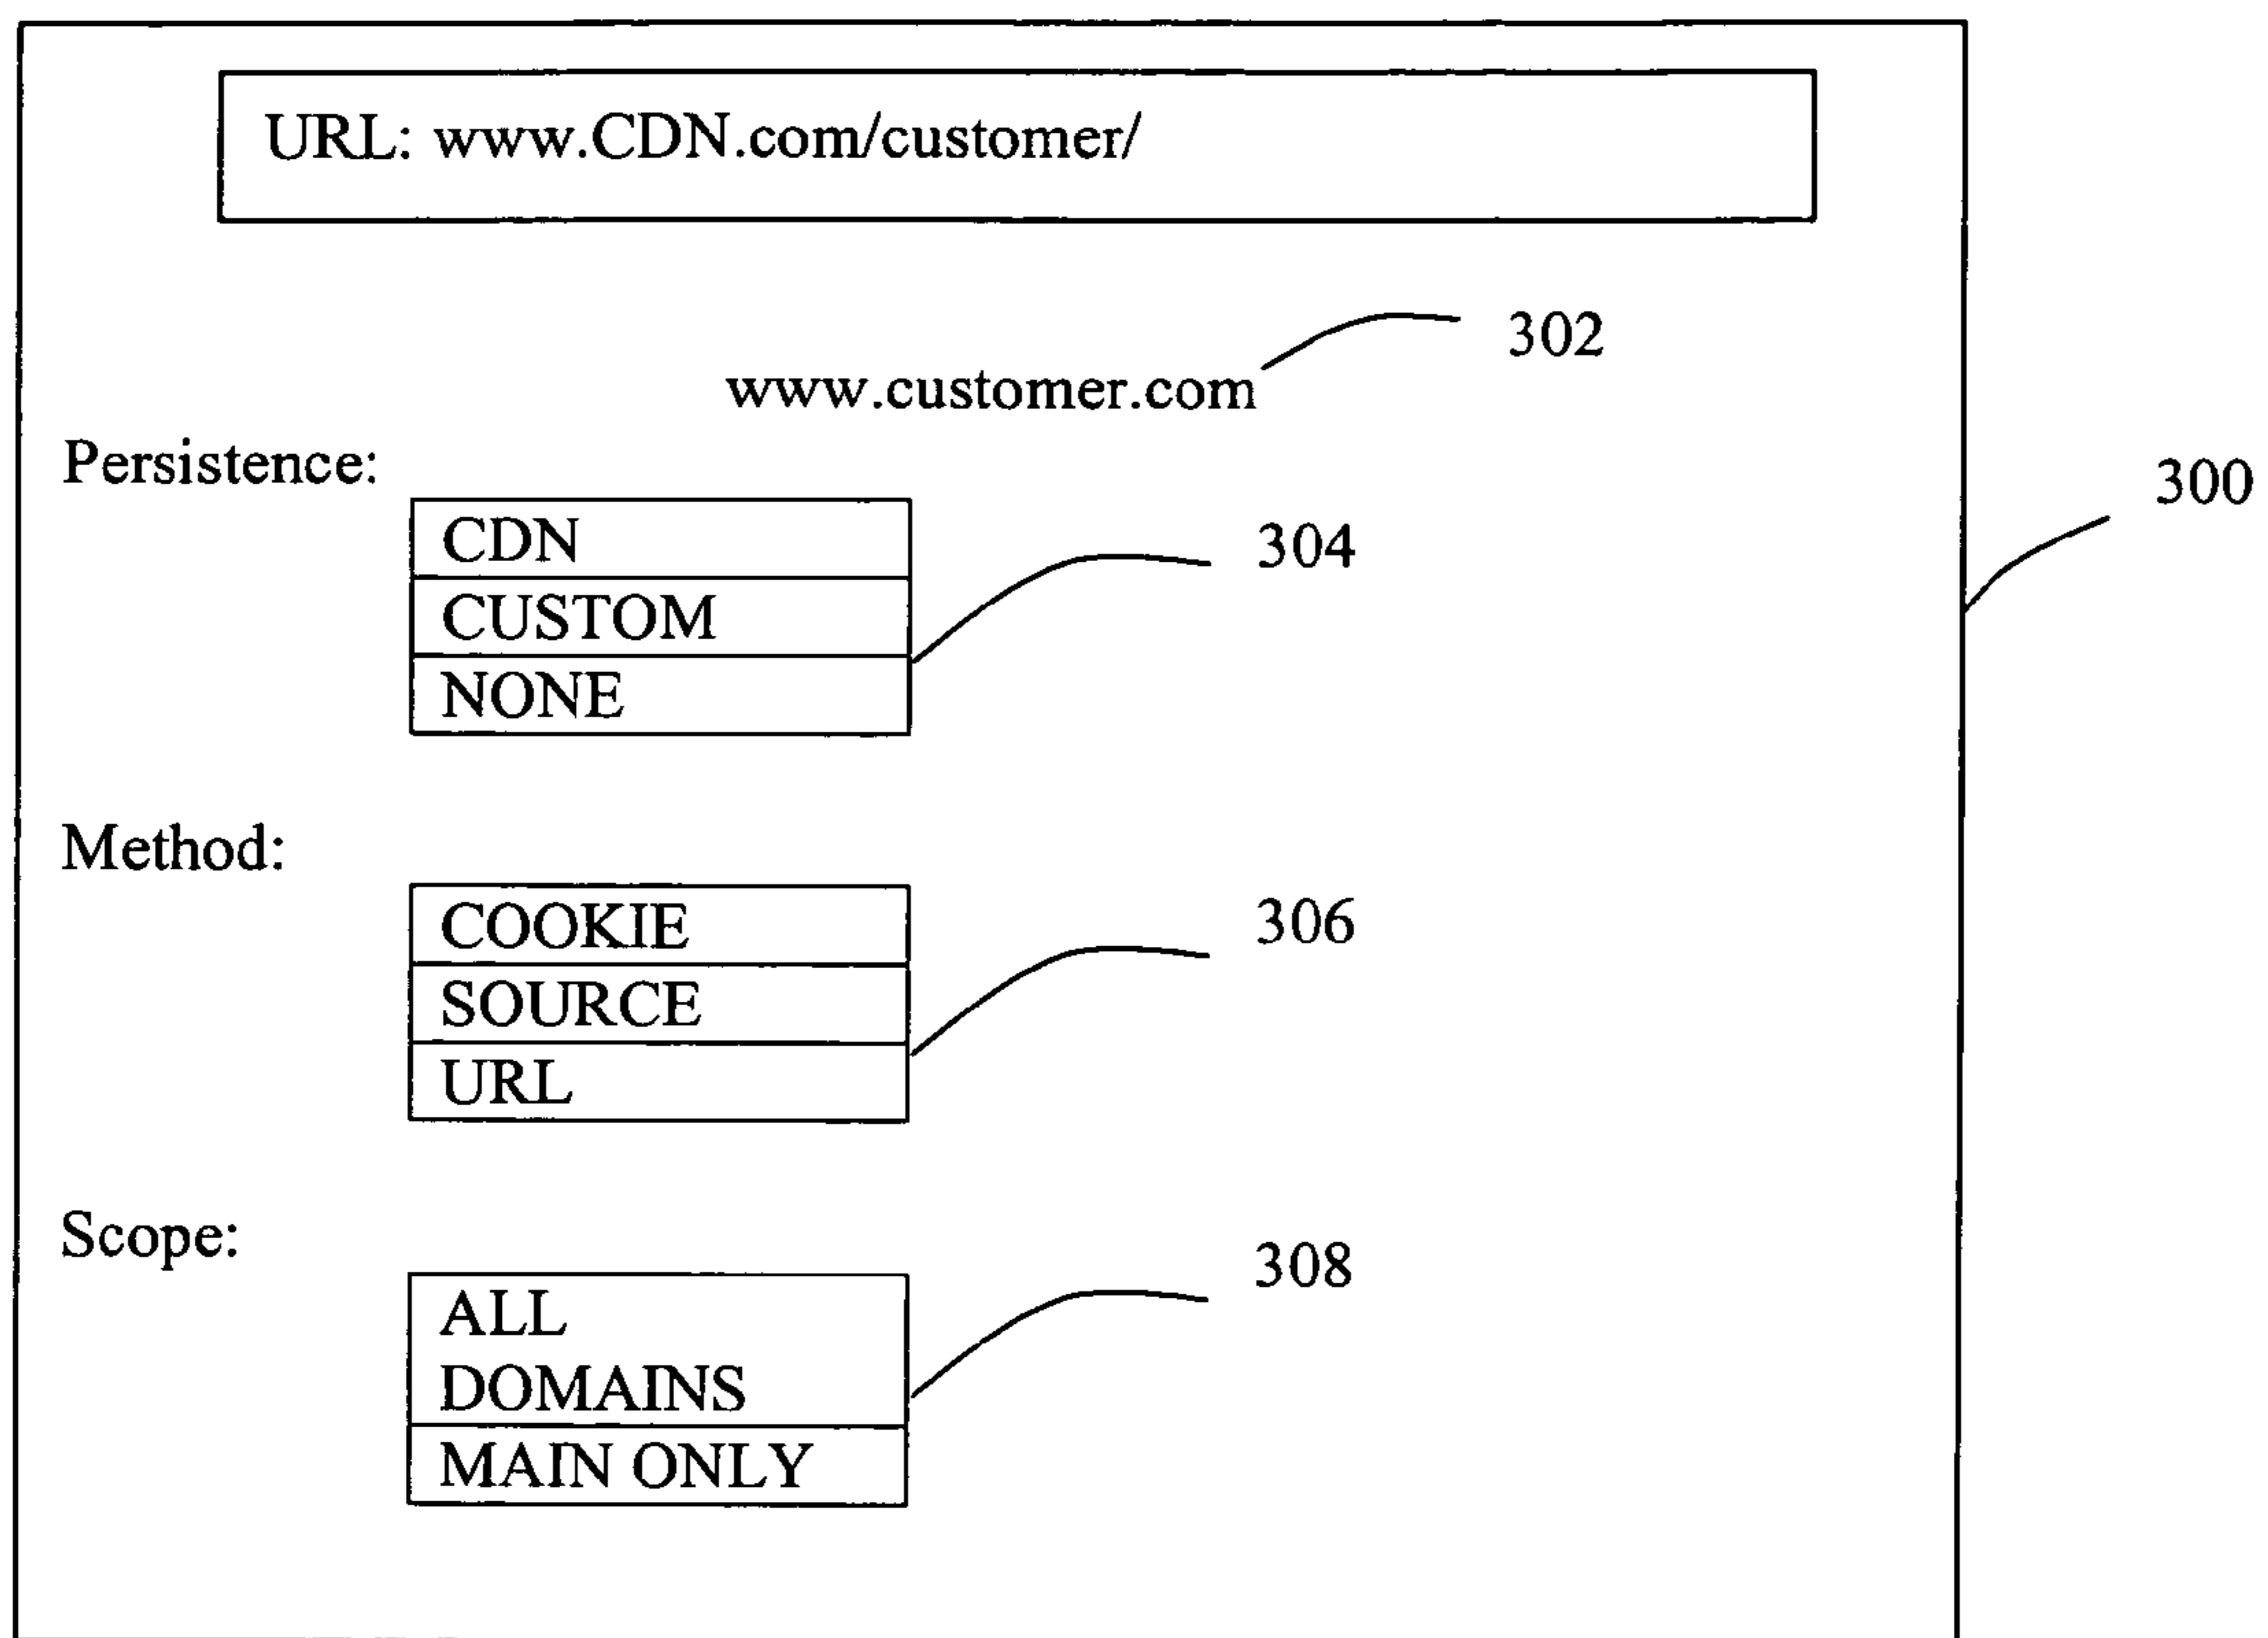 URL: www.CDN.com/customer/
302
www.customer.com
Persistence:
300
CDN
304
CUSTOM
NONE
Method:
COOKIE
306
SOURCE
URL
Scope:
308
ALL
DOMAINS
MAIN ONLY